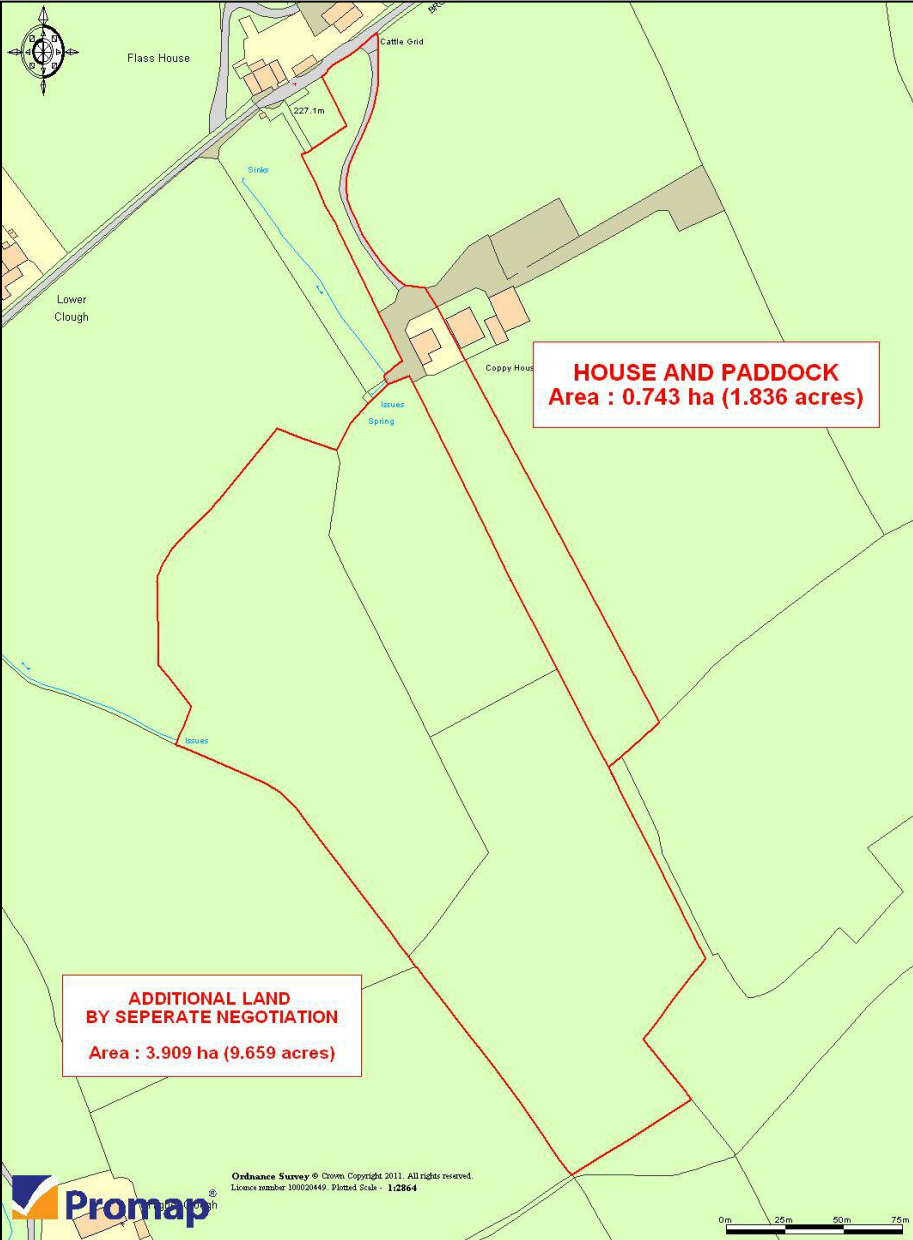 Cattle Grid
Flass House
227.1m
Sinks
Lower
Clough
Coppy Hous
HOUSE AND PADDOCK
Area : 0.743 ha (1.836 acres)
Issues
Spring
Issues
ADDITIONAL LAND
BY SEPERATE NEGOTIATION
Area : 3.909 ha (9.659 acres)
Ordnance Survey © Crown Copyright 2011. All rights reserved.
Licence number 100020449. Plotted Scale - 1:2864
Promap®
0m 25m 50m 75m